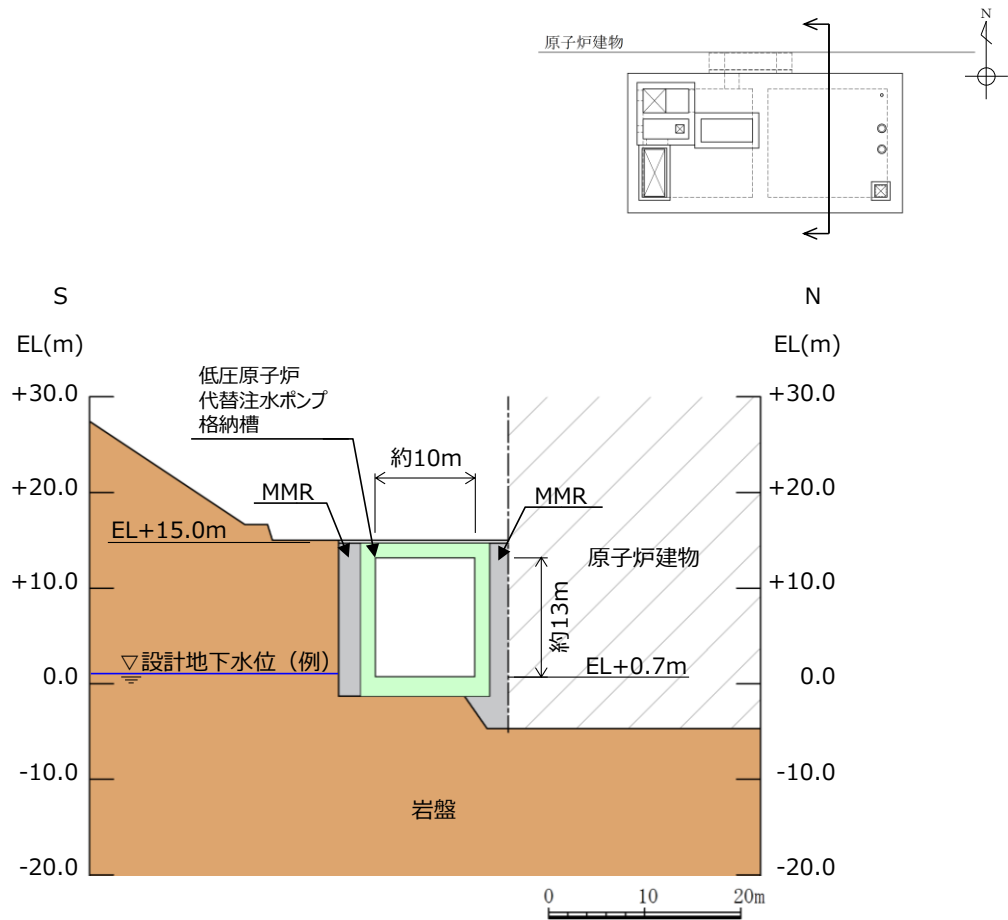 原子炉建物
N
S
N
EL(m)
EL(m)
+30.0
+30.0
低圧原子炉
代替注水ポンプ
格納槽
約10m
+20.0
+20.0
MMR
MMR
EL+15.0m
原子炉建物
+10.0
+10.0
約13m
▽設計地下水位（例）
EL+0.7m
0.0
0.0
-10.0
-10.0
岩盤
-20.0
-20.0
0 10 20m